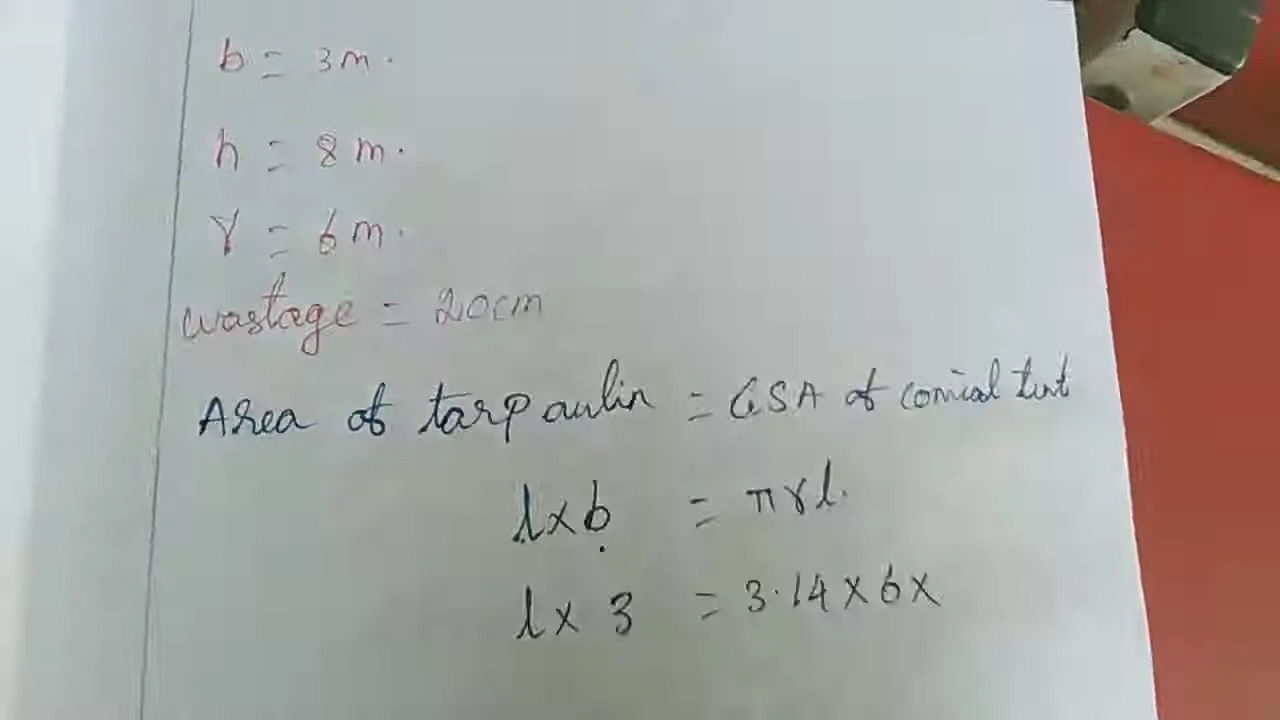 b = 3m.
h = 8m.
r = 6m.
wastage = 20cm
Area of tarpaulin = CSA of conical tent
l x b = πrl.
l x 3 = 3.14 x 6 x